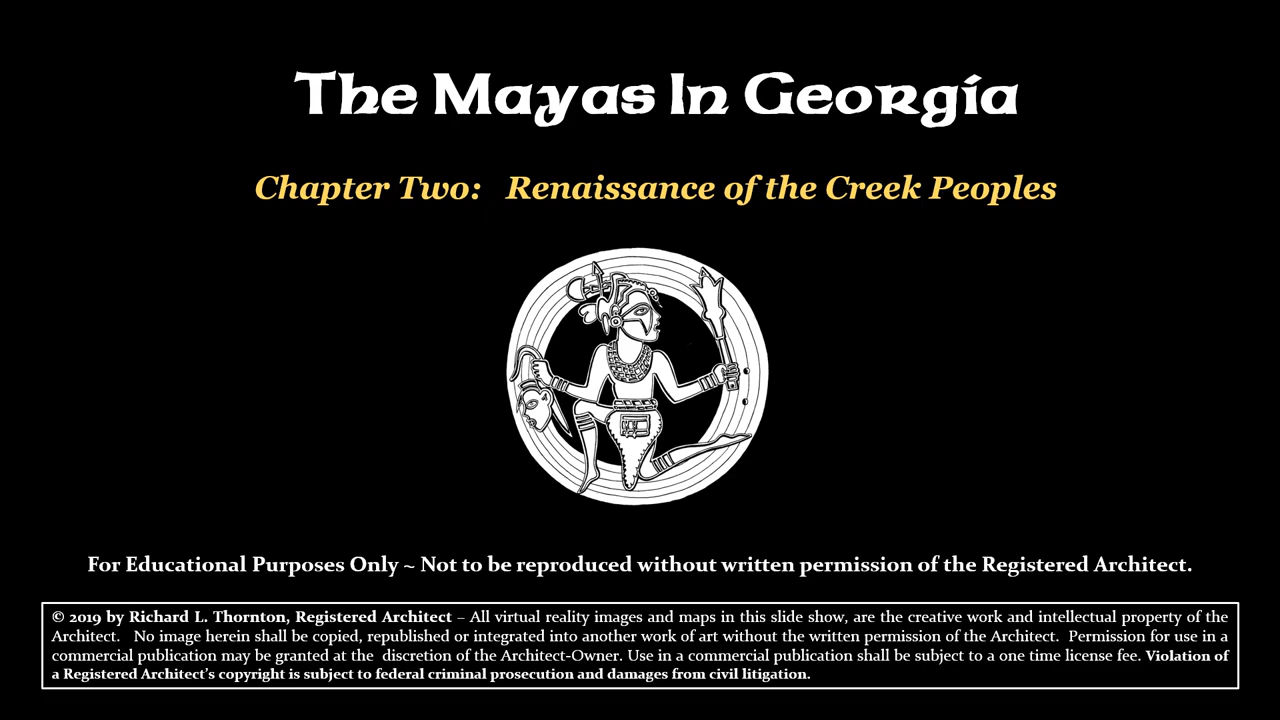 The Mayas In Georgia
Chapter Two: Renaissance of the Creek Peoples
For Educational Purposes Only ~ Not to be reproduced without written permission of the Registered Architect.
© 2019 by Richard L. Thornton, Registered Architect – All virtual reality images and maps in this slide show, are the creative work and intellectual property of the
Architect. No image herein shall be copied, republished or integrated into another work of art without the written permission of the Architect. Permission for use in a
commercial publication may be granted at the discretion of the Architect-Owner. Use in a commercial publication shall be subject to a one time license fee. Violation of
a Registered Architect's copyright is subject to federal criminal prosecution and damages from civil litigation.